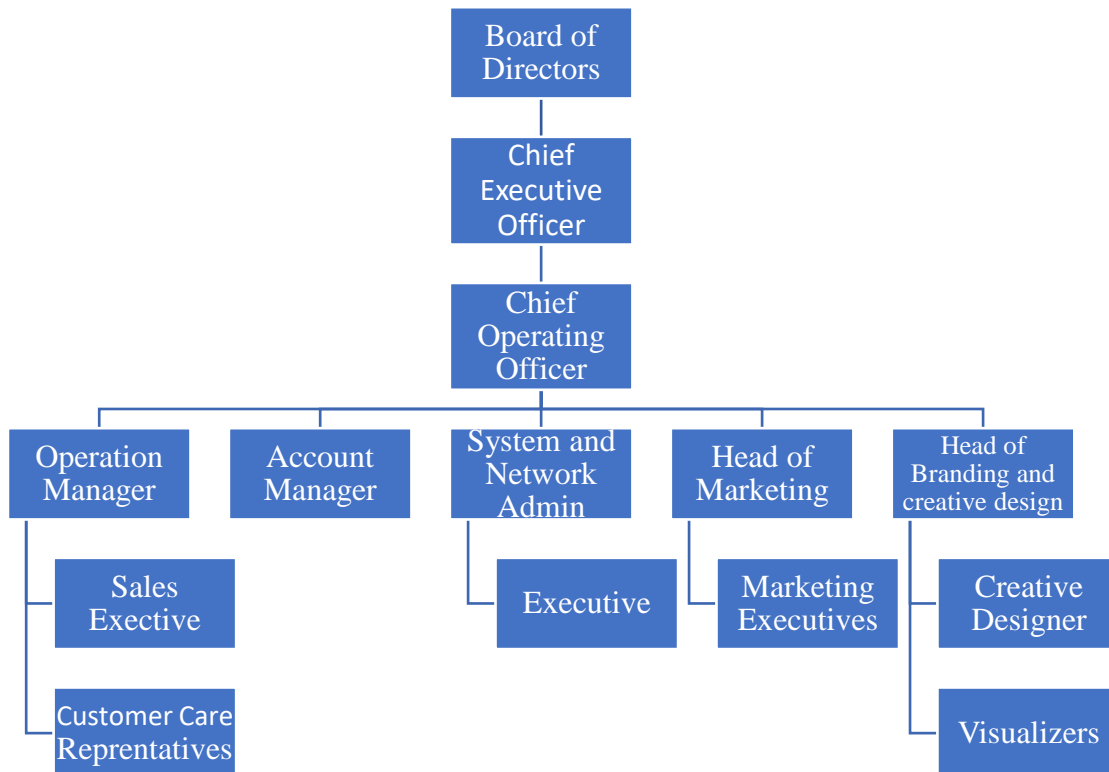 Board of
Directors
Chief
Executive
Officer
Chief
Operating
Officer
Operation
Manager
Account
Manager
System and
Network
Admin
Head of
Marketing
Head of
Branding and
creative design
Sales
Exective
Executive
Marketing
Executives
Creative
Designer
Customer Care
Reprentatives
Visualizers